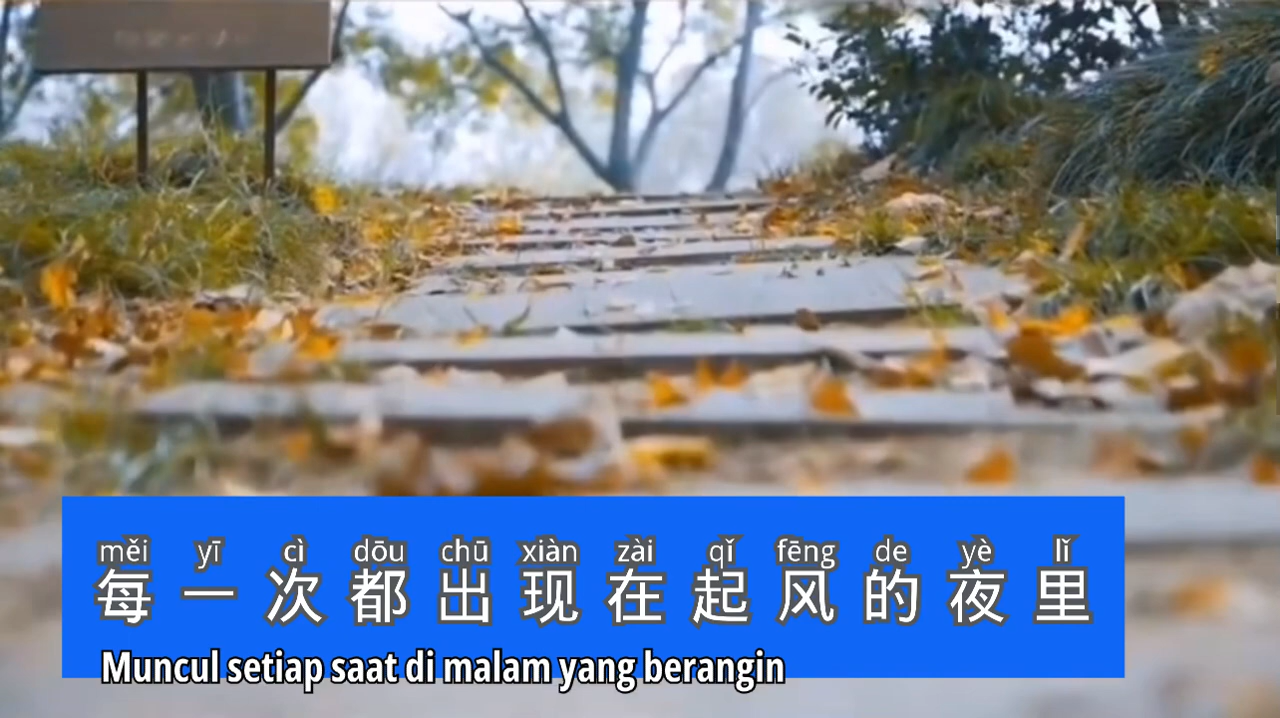 měi yī cì dōu chū xiàn zài qǐ fēng de yè lǐ
每一次都出现在起风的夜里
Muncul setiap saat di malam yang berangin